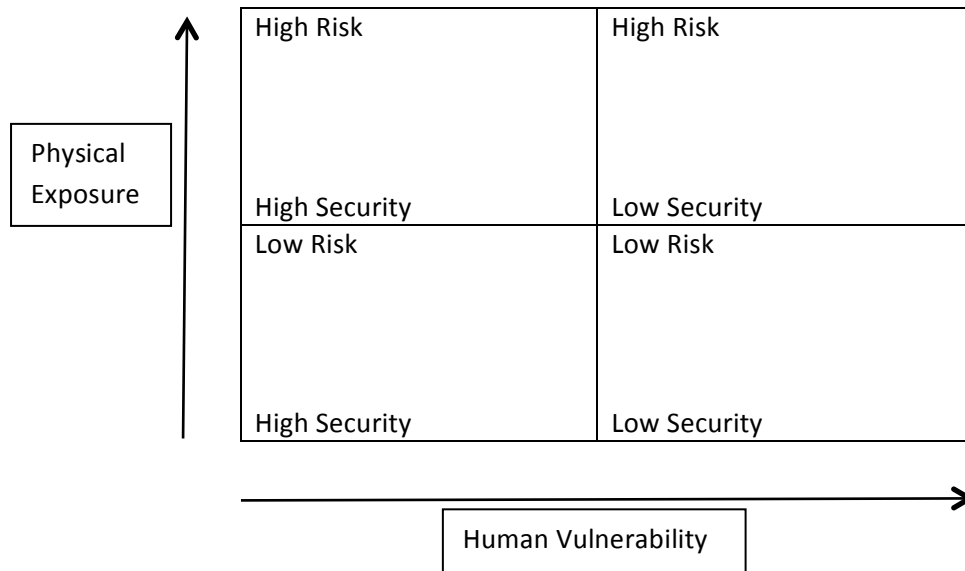 High Risk
High Risk
Physical
Exposure
High Security
Low Security
Low Risk
Low Risk
High Security
Low Security
Human Vulnerability